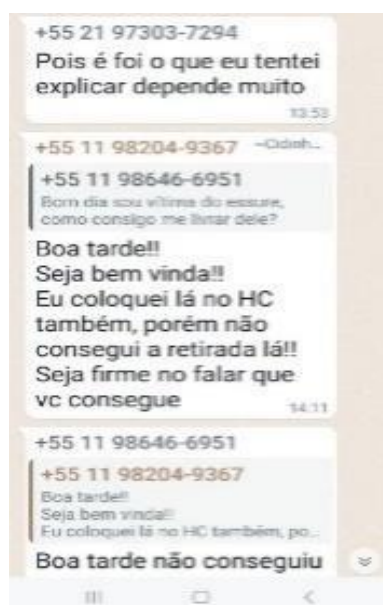 +55 21 97303-7294
Pois é foi o que eu tentei
explicar depende muito
13:53
+55 11 98204-9367 ~Cidinh...
+55 11 98646-6951
Bom dia sou vítima do essure,
como consigo me livrar dele?
Boa tarde!!
Seja bem vinda!!
Eu coloquei lá no HC
também, porém não
consegui a retirada lá!!
Seja firme no falar que
vc consegue
14:11
+55 11 98646-6951
+55 11 98204-9367
Boa tarde!!
Seja bem vinda!!
Eu coloquei lá no HC também, po...
Boa tarde não conseguiu